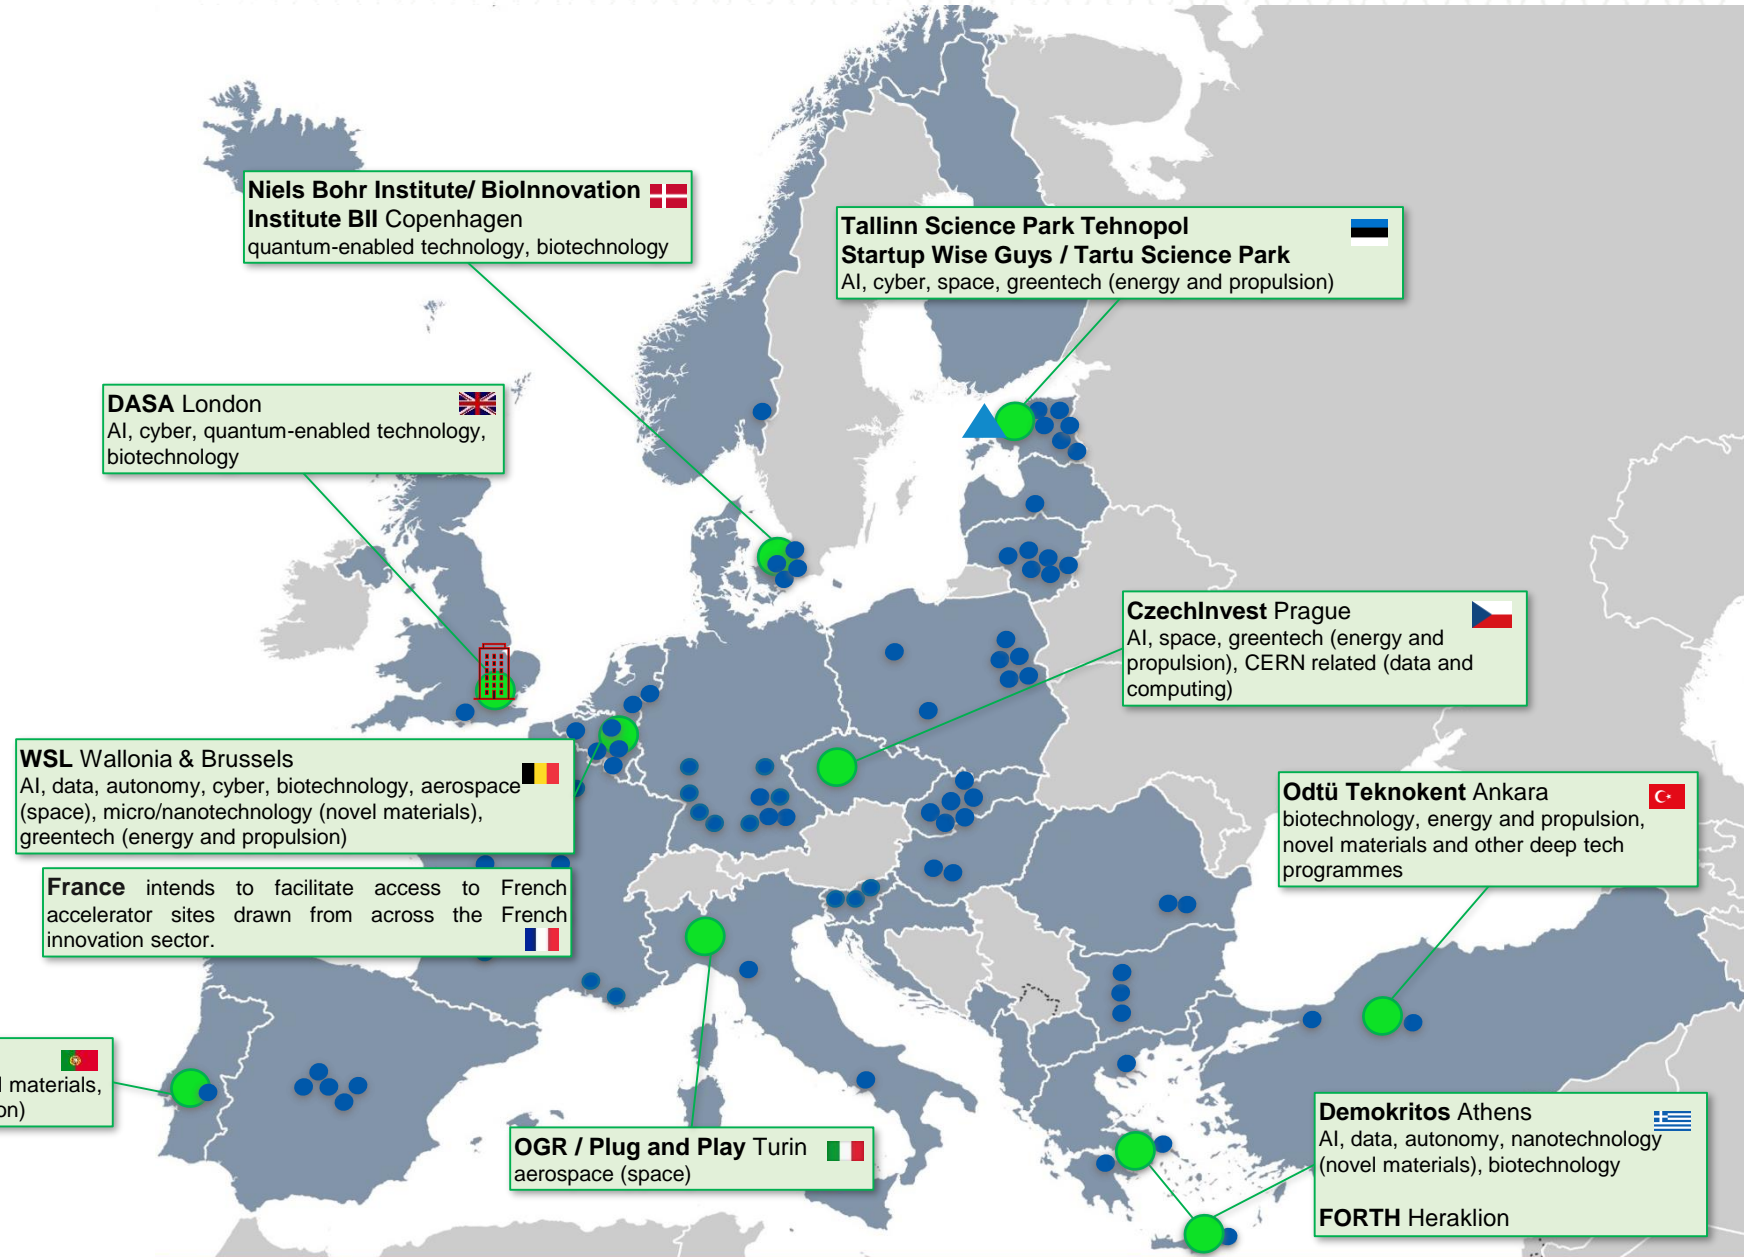 Niels Bohr Institute/ BioInnovation
Institute BII Copenhagen
quantum-enabled technology, biotechnology
Tallinn Science Park Tehnopol
Startup Wise Guys / Tartu Science Park
AI, cyber, space, greentech (energy and propulsion)
DASA London
AI, cyber, quantum-enabled technology,
biotechnology
CzechInvest Prague
AI, space, greentech (energy and
propulsion), CERN related (data and
computing)
WSL Wallonia & Brussels
AI, data, autonomy, cyber, biotechnology, aerospace
(space), micro/nanotechnology (novel materials),
greentech (energy and propulsion)
Odtü Teknokent Ankara
biotechnology, energy and propulsion,
novel materials and other deep tech
programmes
France intends to facilitate access to French
accelerator sites drawn from across the French
innovation sector.
materials,
OGR / Plug and Play Turin
aerospace (space)
Demokritos Athens
AI, data, autonomy, nanotechnology
(novel materials), biotechnology
FORTH Heraklion